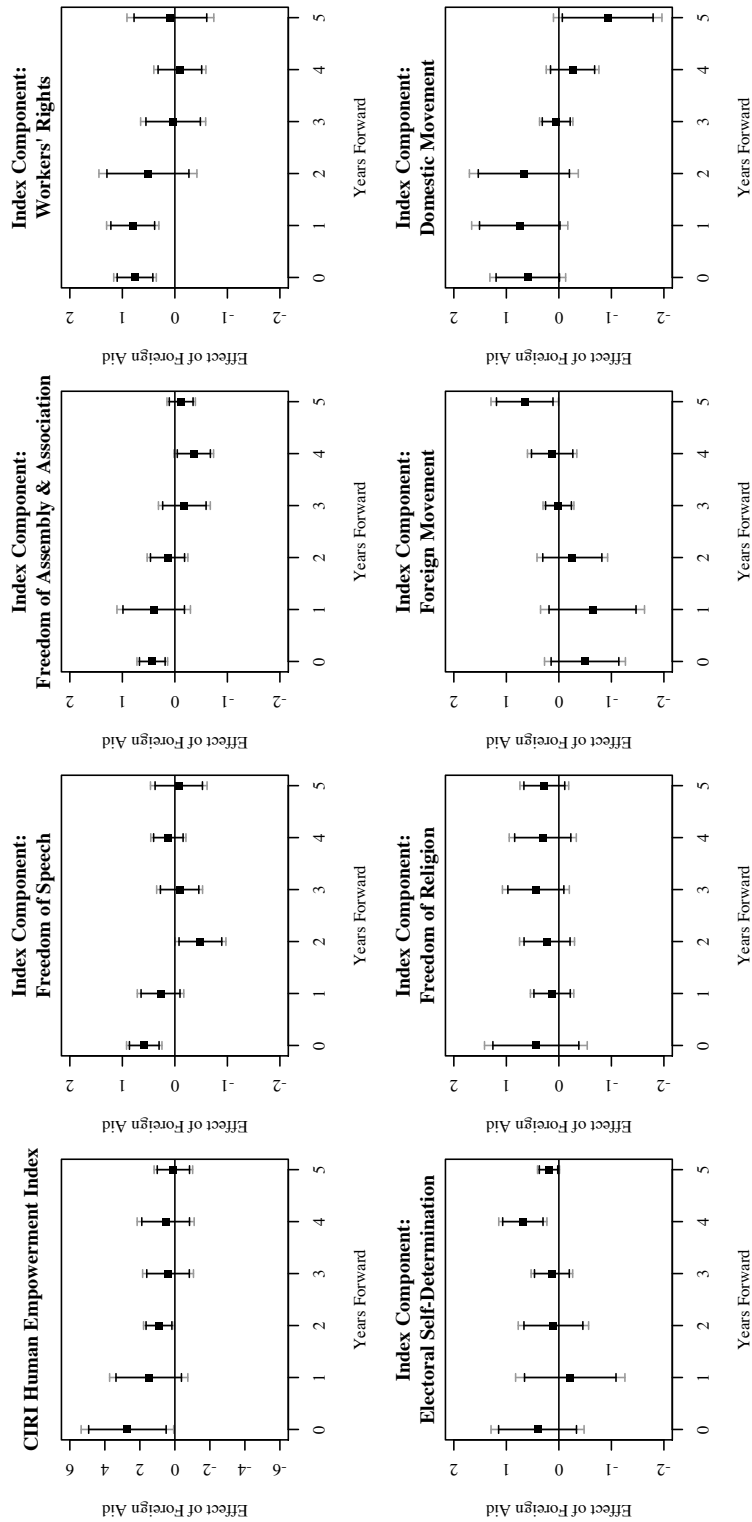 CIRI Human Empowerment Index
Effect of Foreign Aid
6
4
2
0
-2
-4
-6
0 1 2 3 4 5
Years Forward
Index Component:
Freedom of Speech
Effect of Foreign Aid
2
1
0
-1
-2
0 1 2 3 4 5
Years Forward
Index Component:
Freedom of Assembly & Association
Effect of Foreign Aid
2
1
0
-1
-2
0 1 2 3 4 5
Years Forward
Index Component:
Workers' Rights
Effect of Foreign Aid
2
1
0
-1
-2
0 1 2 3 4 5
Years Forward
Index Component:
Electoral Self-Determination
Effect of Foreign Aid
2
1
0
-1
-2
0 1 2 3 4 5
Years Forward
Index Component:
Freedom of Religion
Effect of Foreign Aid
2
1
0
-1
-2
0 1 2 3 4 5
Years Forward
Index Component:
Foreign Movement
Effect of Foreign Aid
2
1
0
-1
-2
0 1 2 3 4 5
Years Forward
Index Component:
Domestic Movement
Effect of Foreign Aid
2
1
0
-1
-2
0 1 2 3 4 5
Years Forward